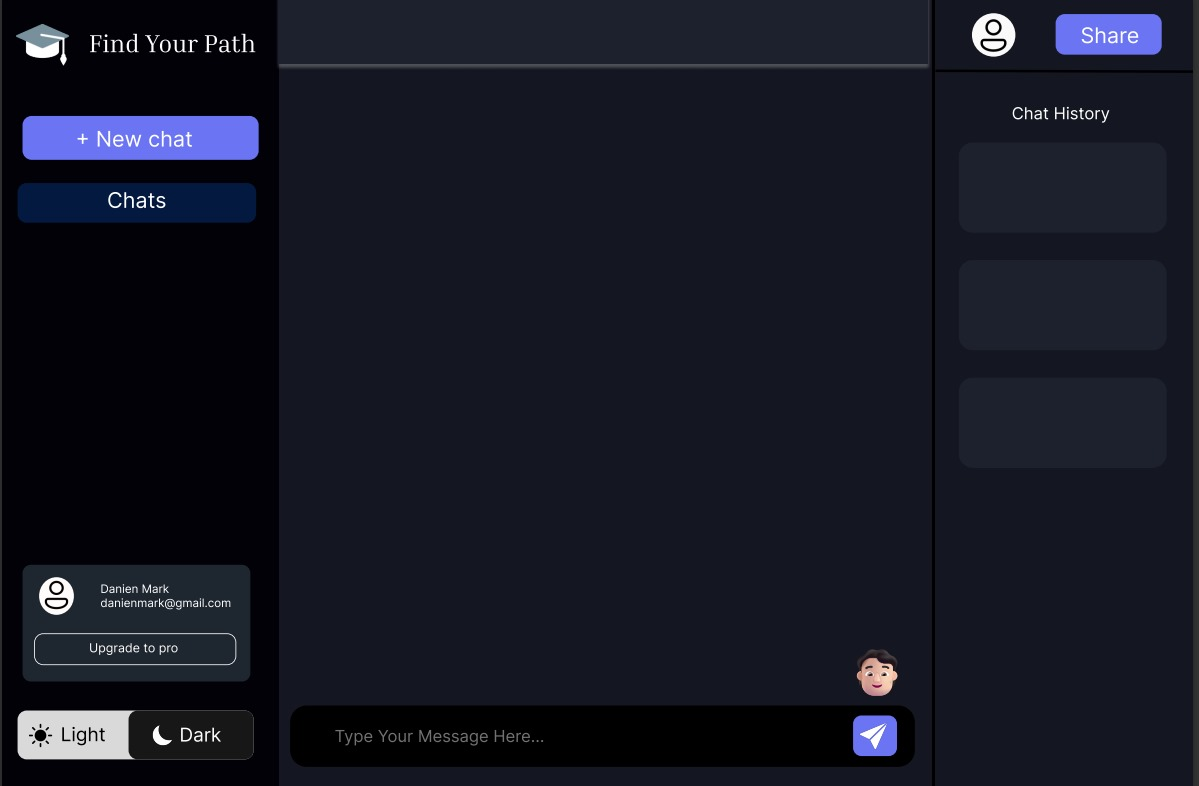 Find Your Path
+ New chat
Chats
Danien Mark
danienmark@gmail.com
Upgrade to pro
Light
Dark
Type Your Message Here...
Share
Chat History